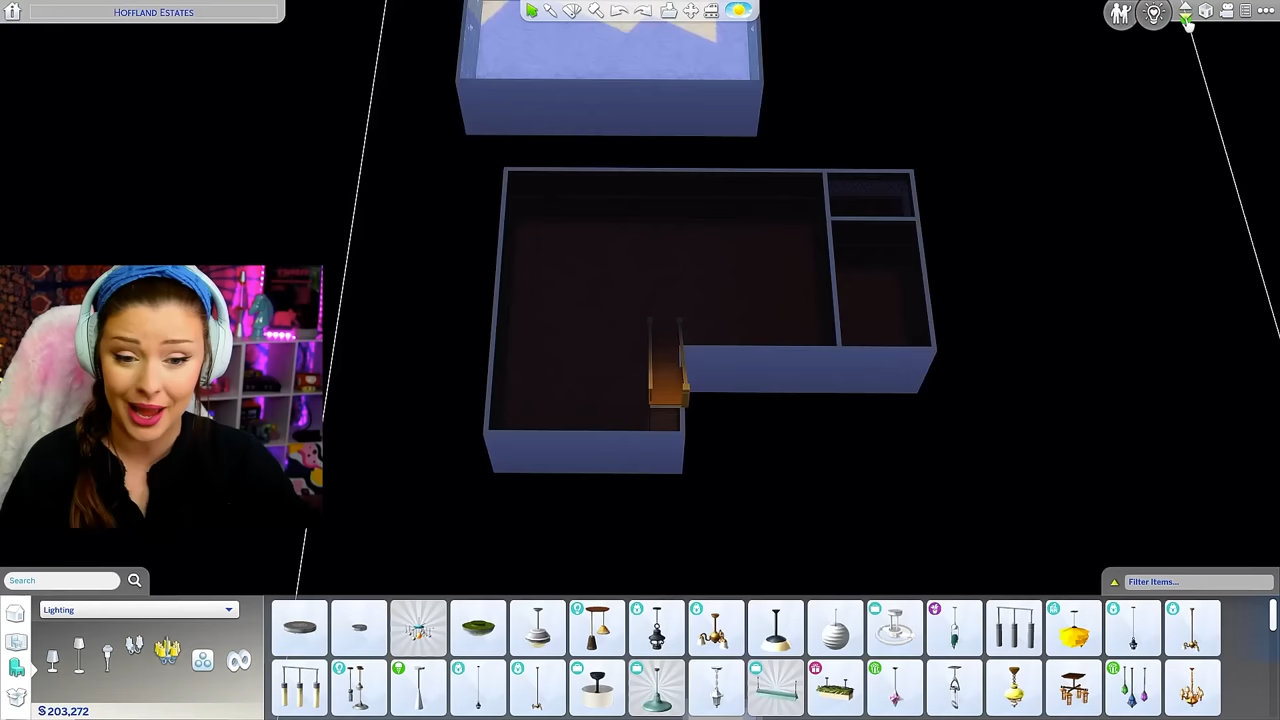 HOFFLAND ESTATES
Search
Filter Items...
Lighting
§203,272